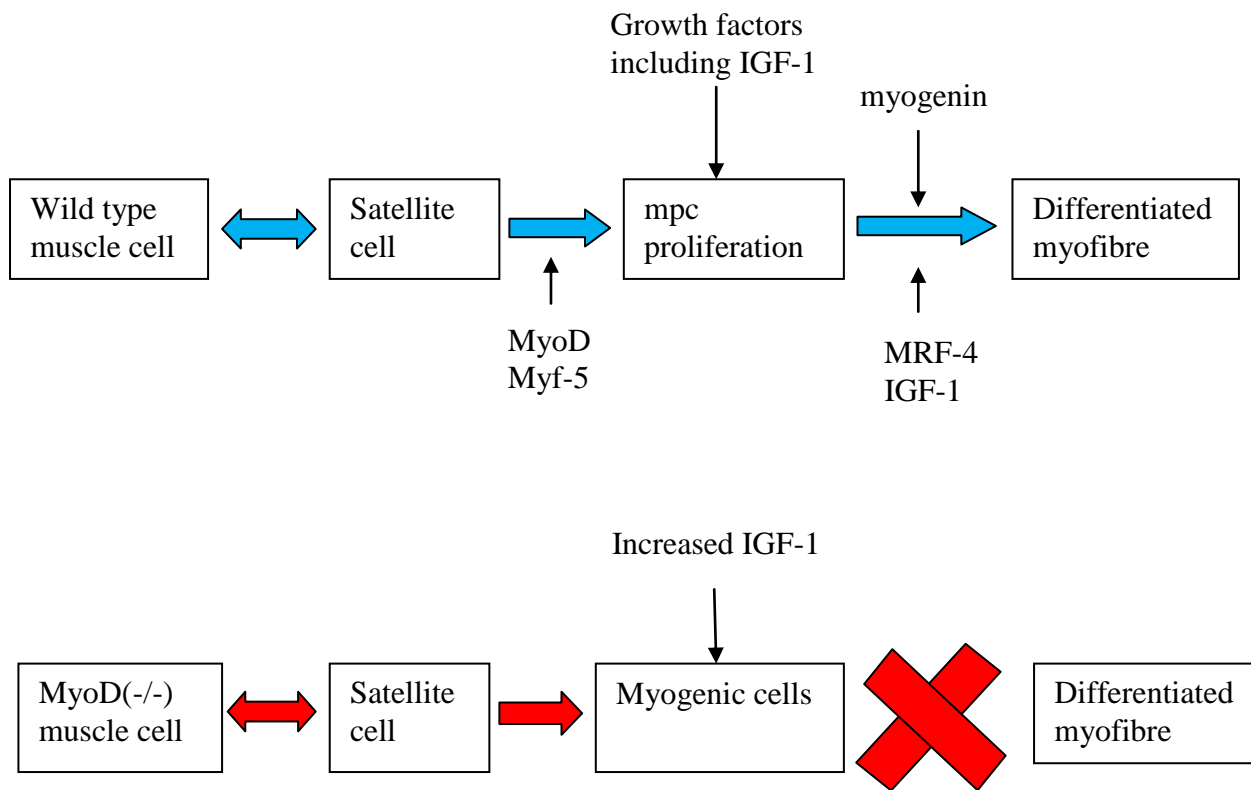 Growth factors
including IGF-1
myogenin
Wild type
muscle cell
Satellite
cell
mpc
proliferation
Differentiated
myofibre
MyoD
Myf-5
MRF-4
IGF-1
Increased IGF-1
MyoD(-/-)
muscle cell
Satellite
cell
Myogenic cells
Differentiated
myofibre